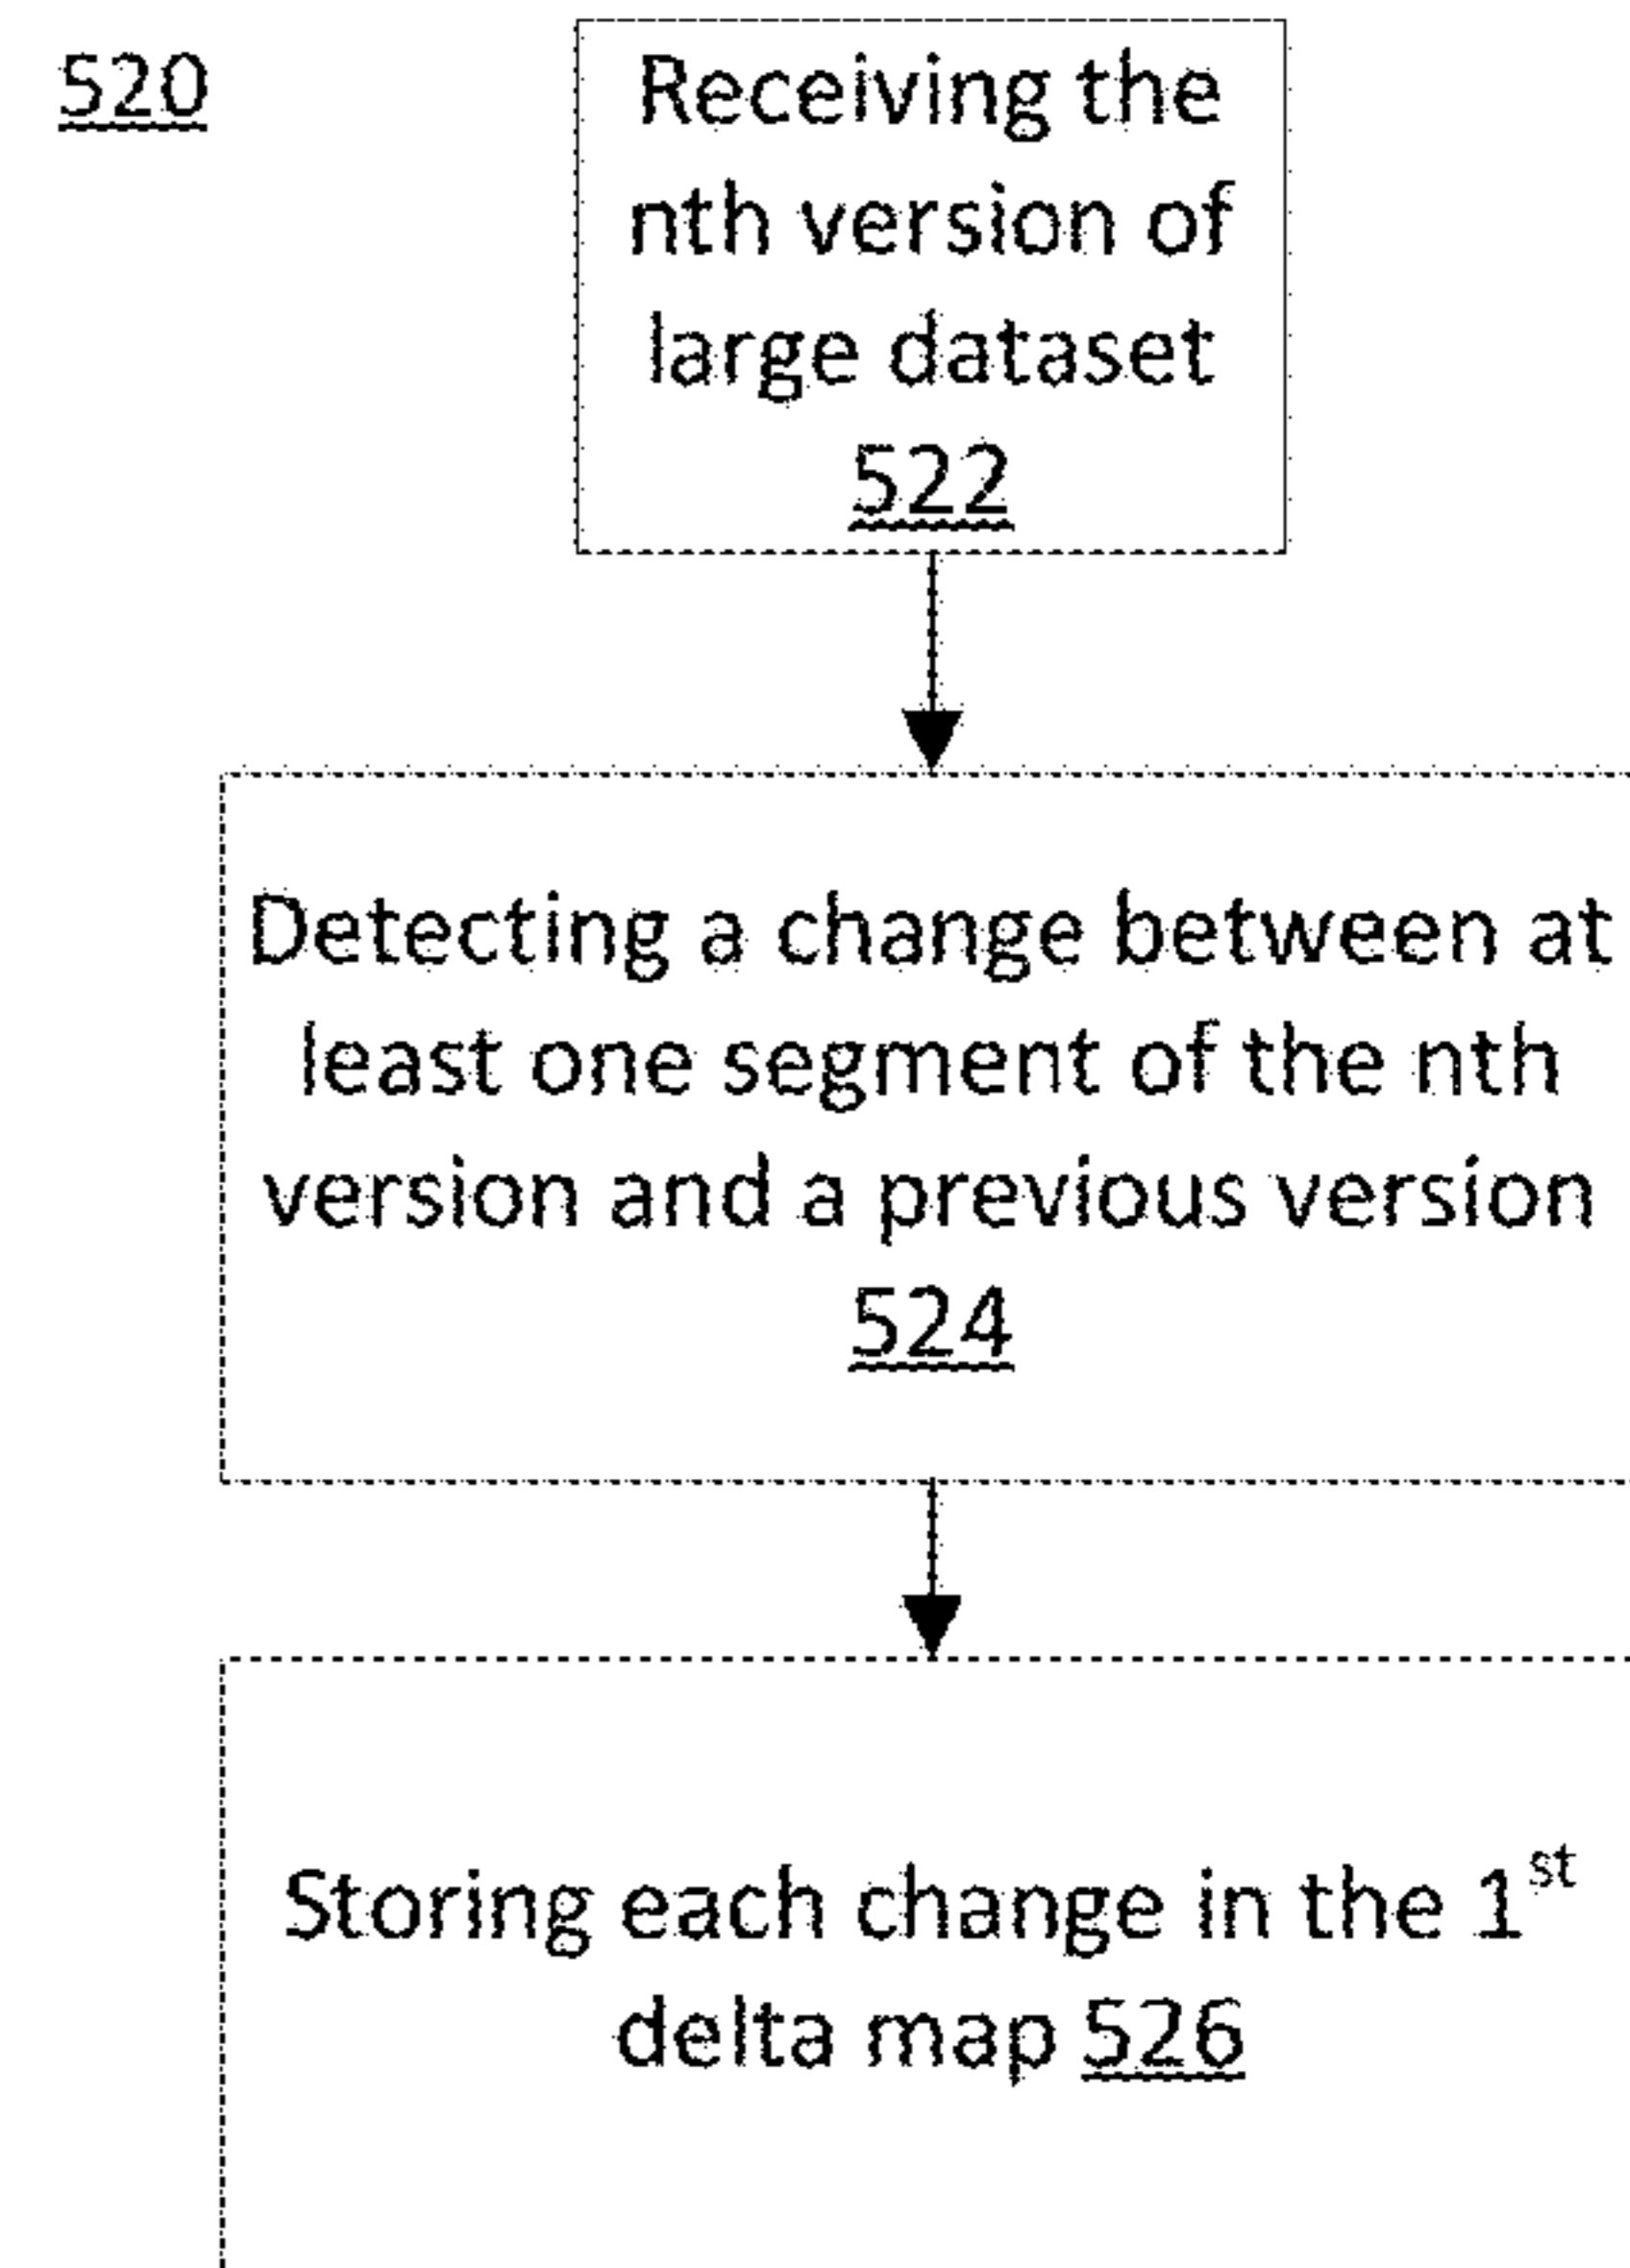 520
Receiving the
nth version of
large dataset
522
Detecting a change between at
least one segment of the nth
version and a previous version
524
Storing each change in the 1st
delta map 526